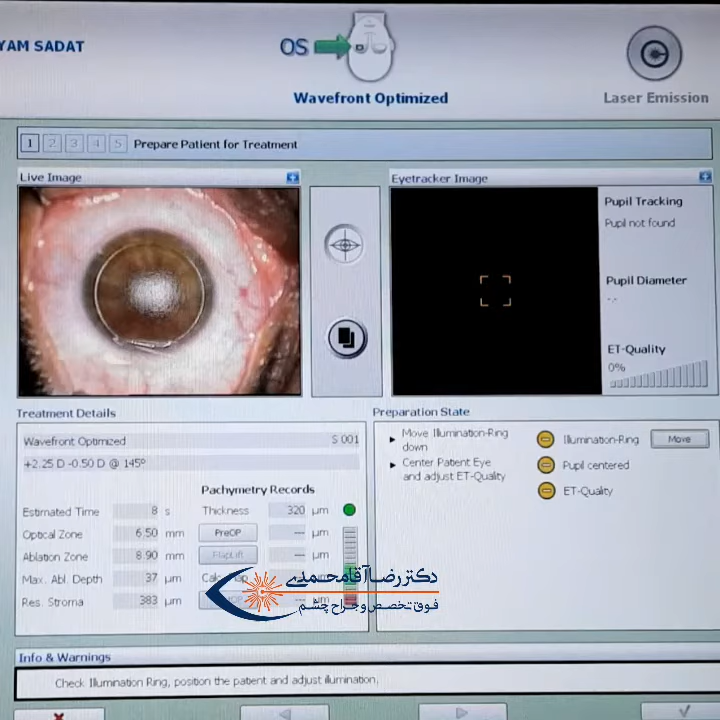 YAM SADAT
OS
Wavefront Optimized
Laser Emission
1 2 3 4 5 Prepare Patient for Treatment
Live Image
Eyetracker Image
Pupil Tracking
Pupil not found
Pupil Diameter
-.-
ET-Quality
0%
Treatment Details
Wavefront Optimized S 001
+2.25 D -0.50 D @ 145°
Pachymetry Records
Estimated Time 8 s Thickness 320 µm
Optical Zone 6.50 mm PreOP --- µm
Ablation Zone 8.90 mm FlapLift --- µm
Max. Abl. Depth 37 µm
Res. Stroma 383 µm µm
Preparation State
Move Illumination-Ring down
Center Patient Eye and adjust ET-Quality
Illumination-Ring Move
Pupil centered
ET-Quality
دکتر رضا آقامحمدی
فوق تخصص و جراح چشم
Info & Warnings
Check Illumination Ring, position the patient and adjust illumination.